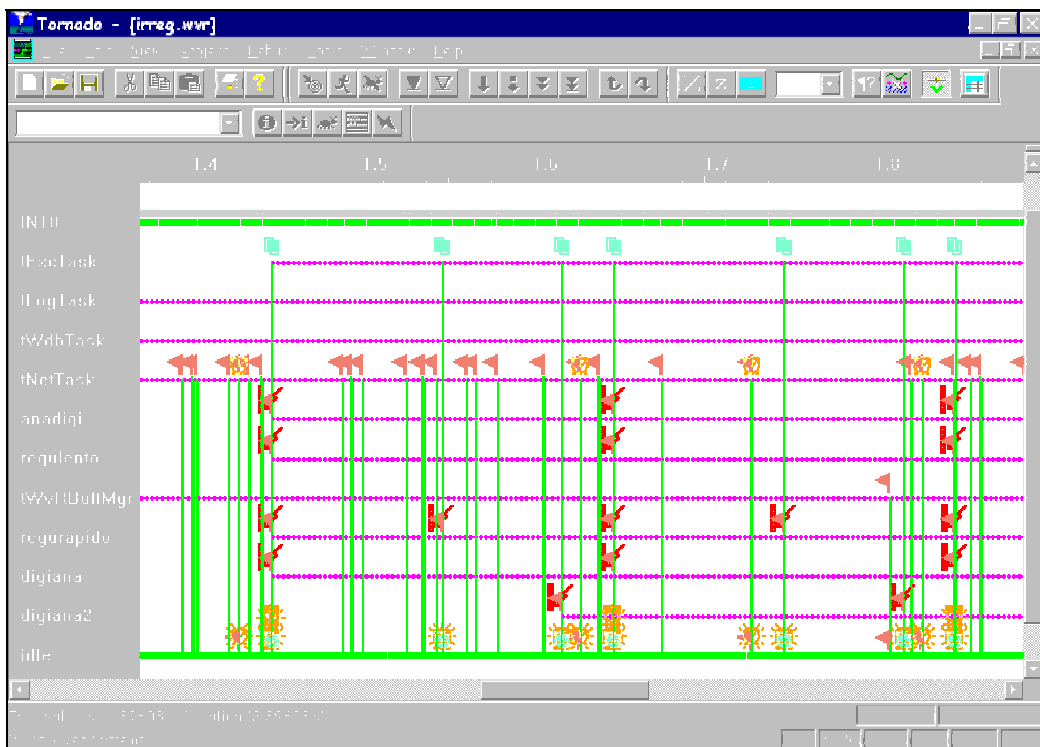 Tornado - [irreg.wvr]
View
1.4 1.5 1.6 1.7 1.8
INT0
tExcTask
tLogTask
tWdbTask
tNetTask
anadigi
regulento
tWvRBuffMgr
regurapido
digiana
digiana2
idle